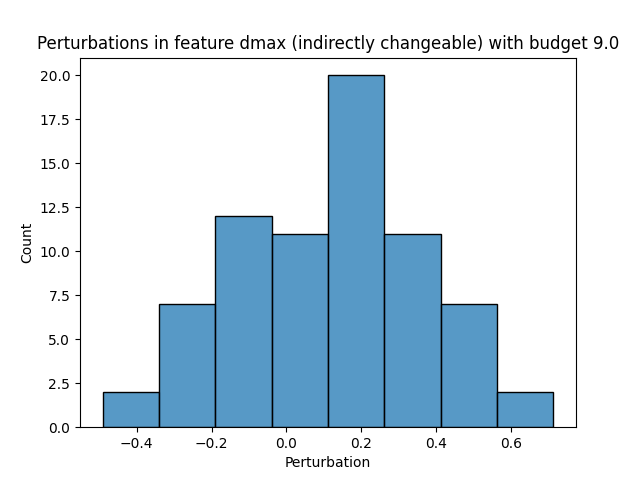 Perturbations in feature dmax (indirectly changeable) with budget 9.0
20.0
17.5
15.0
12.5
10.0
7.5
5.0
2.5
0.0
Count
−0.4 −0.2 0.0 0.2 0.4 0.6
Perturbation